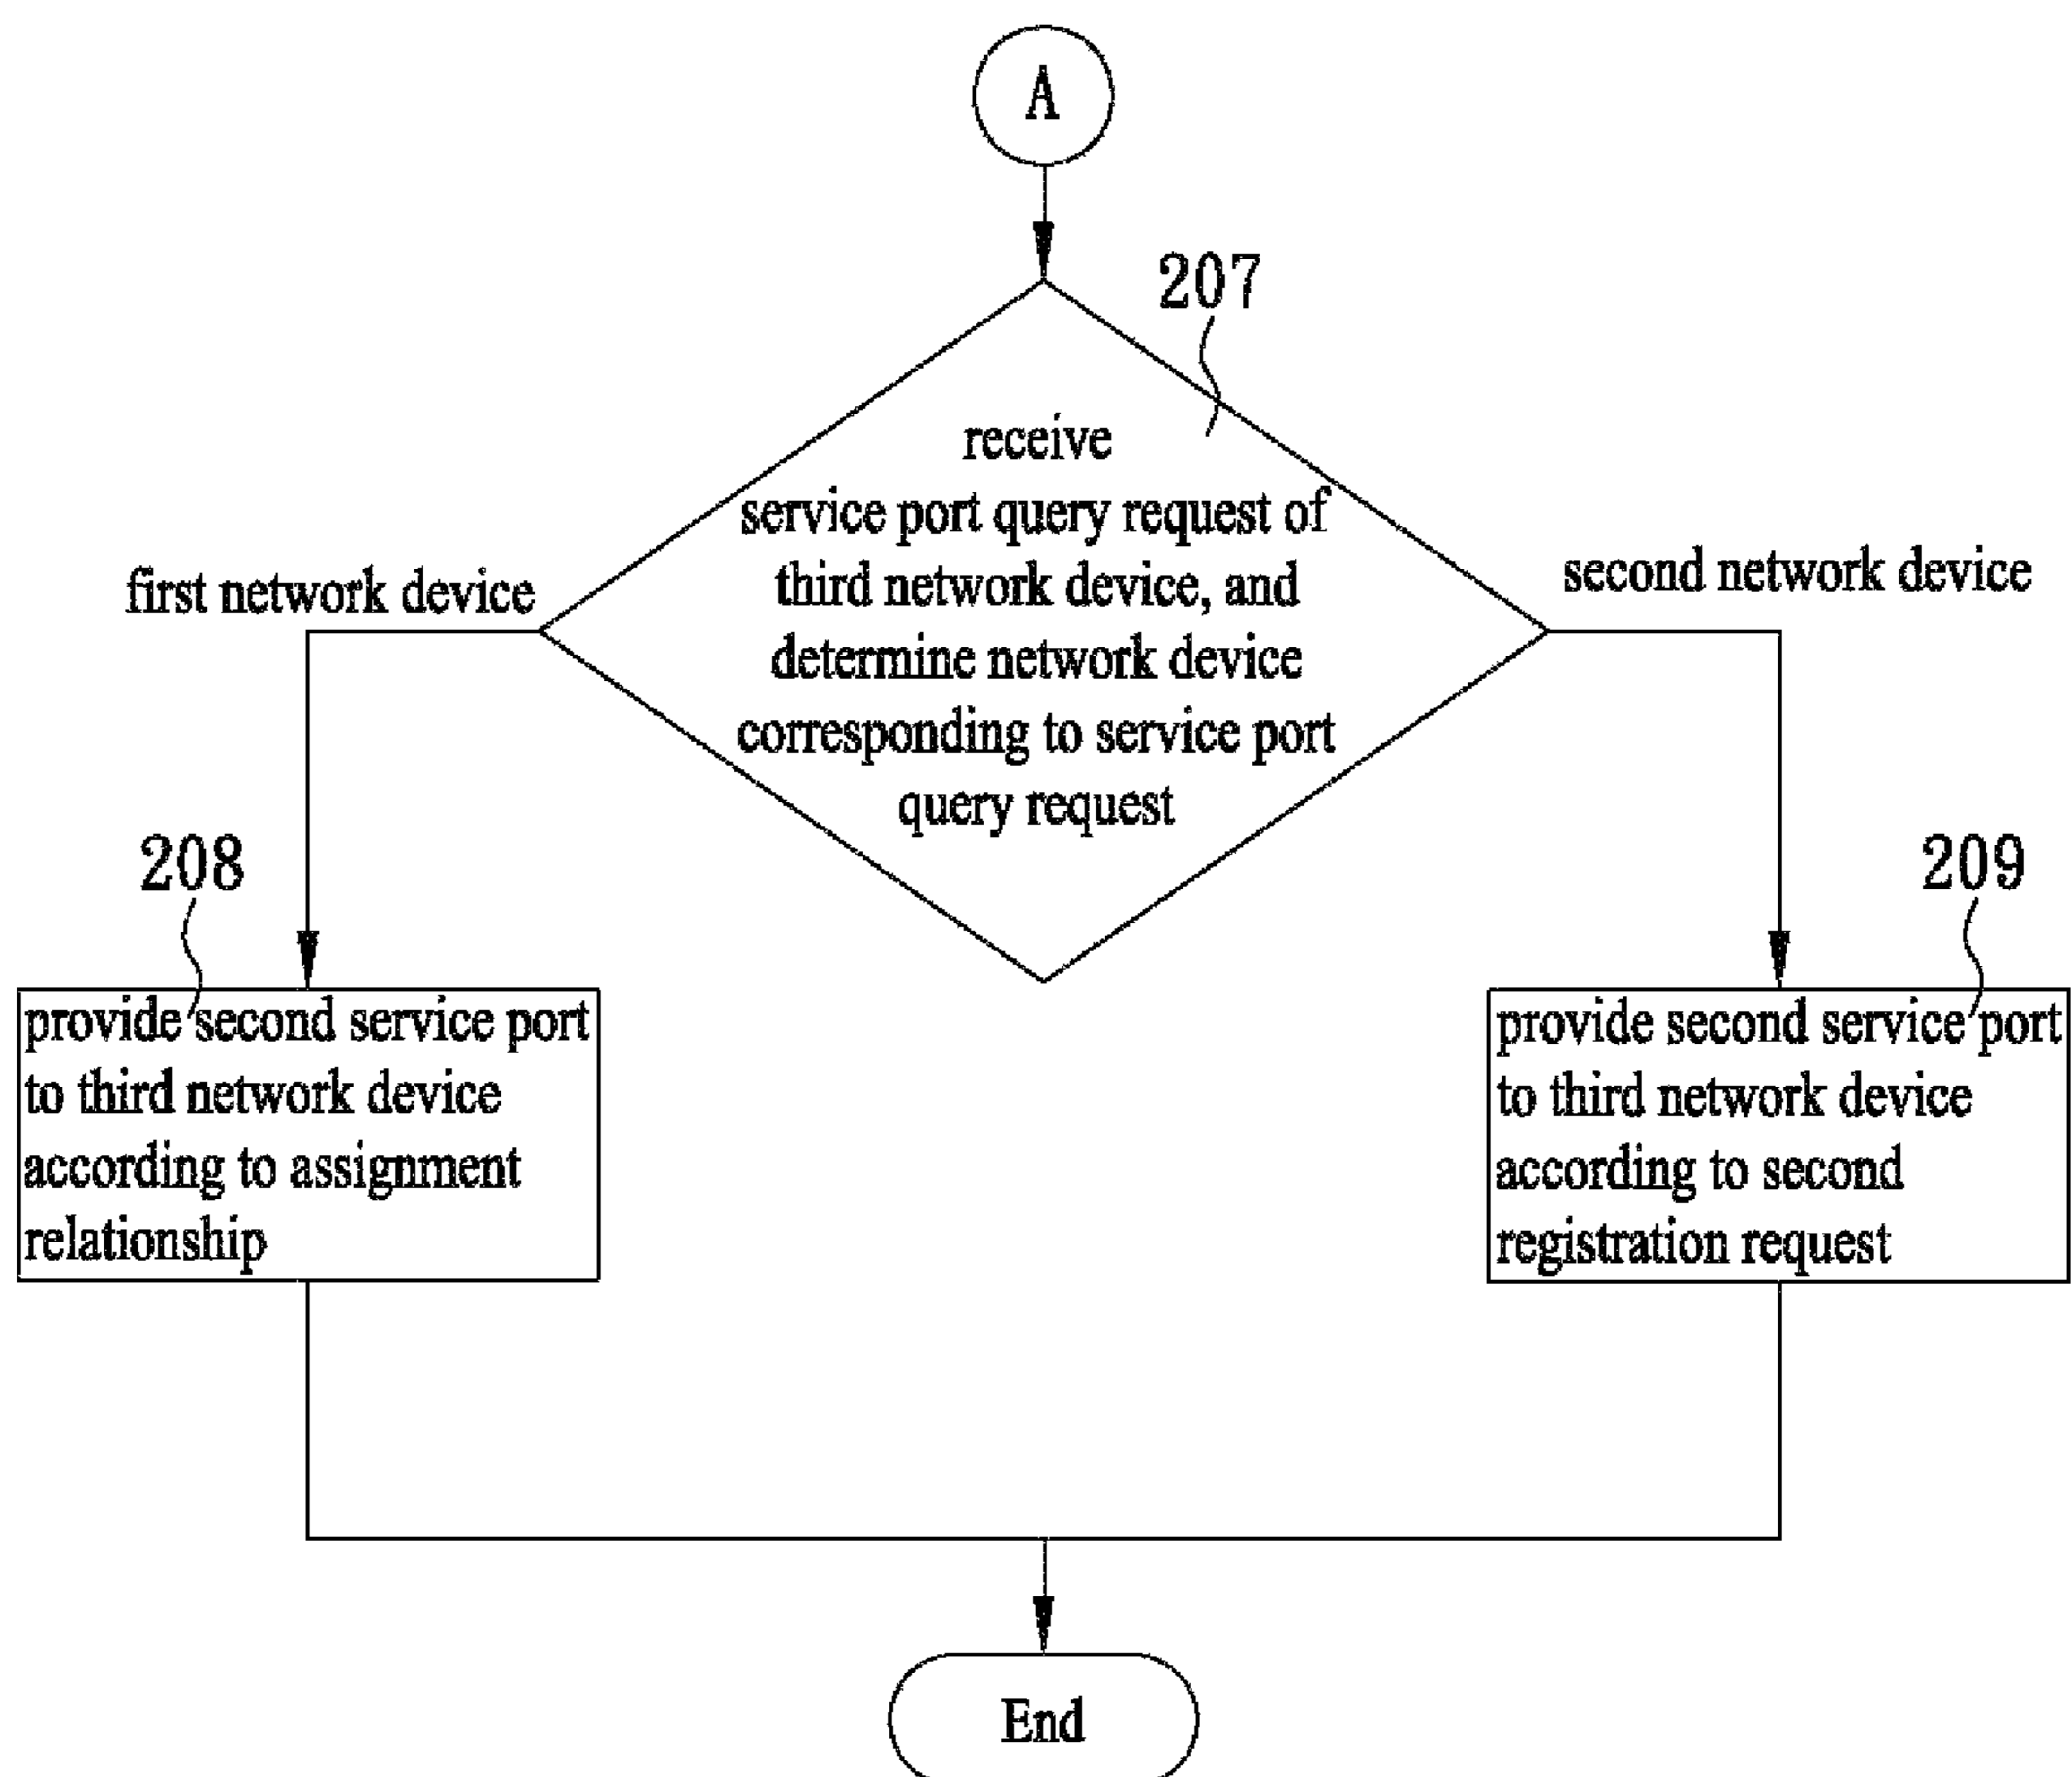 A
207
receive
service port query request of
third network device, and
determine network device
corresponding to service port
query request
first network device
second network device
208
provide second service port
to third network device
according to assignment
relationship
209
provide second service port
to third network device
according to second
registration request
End